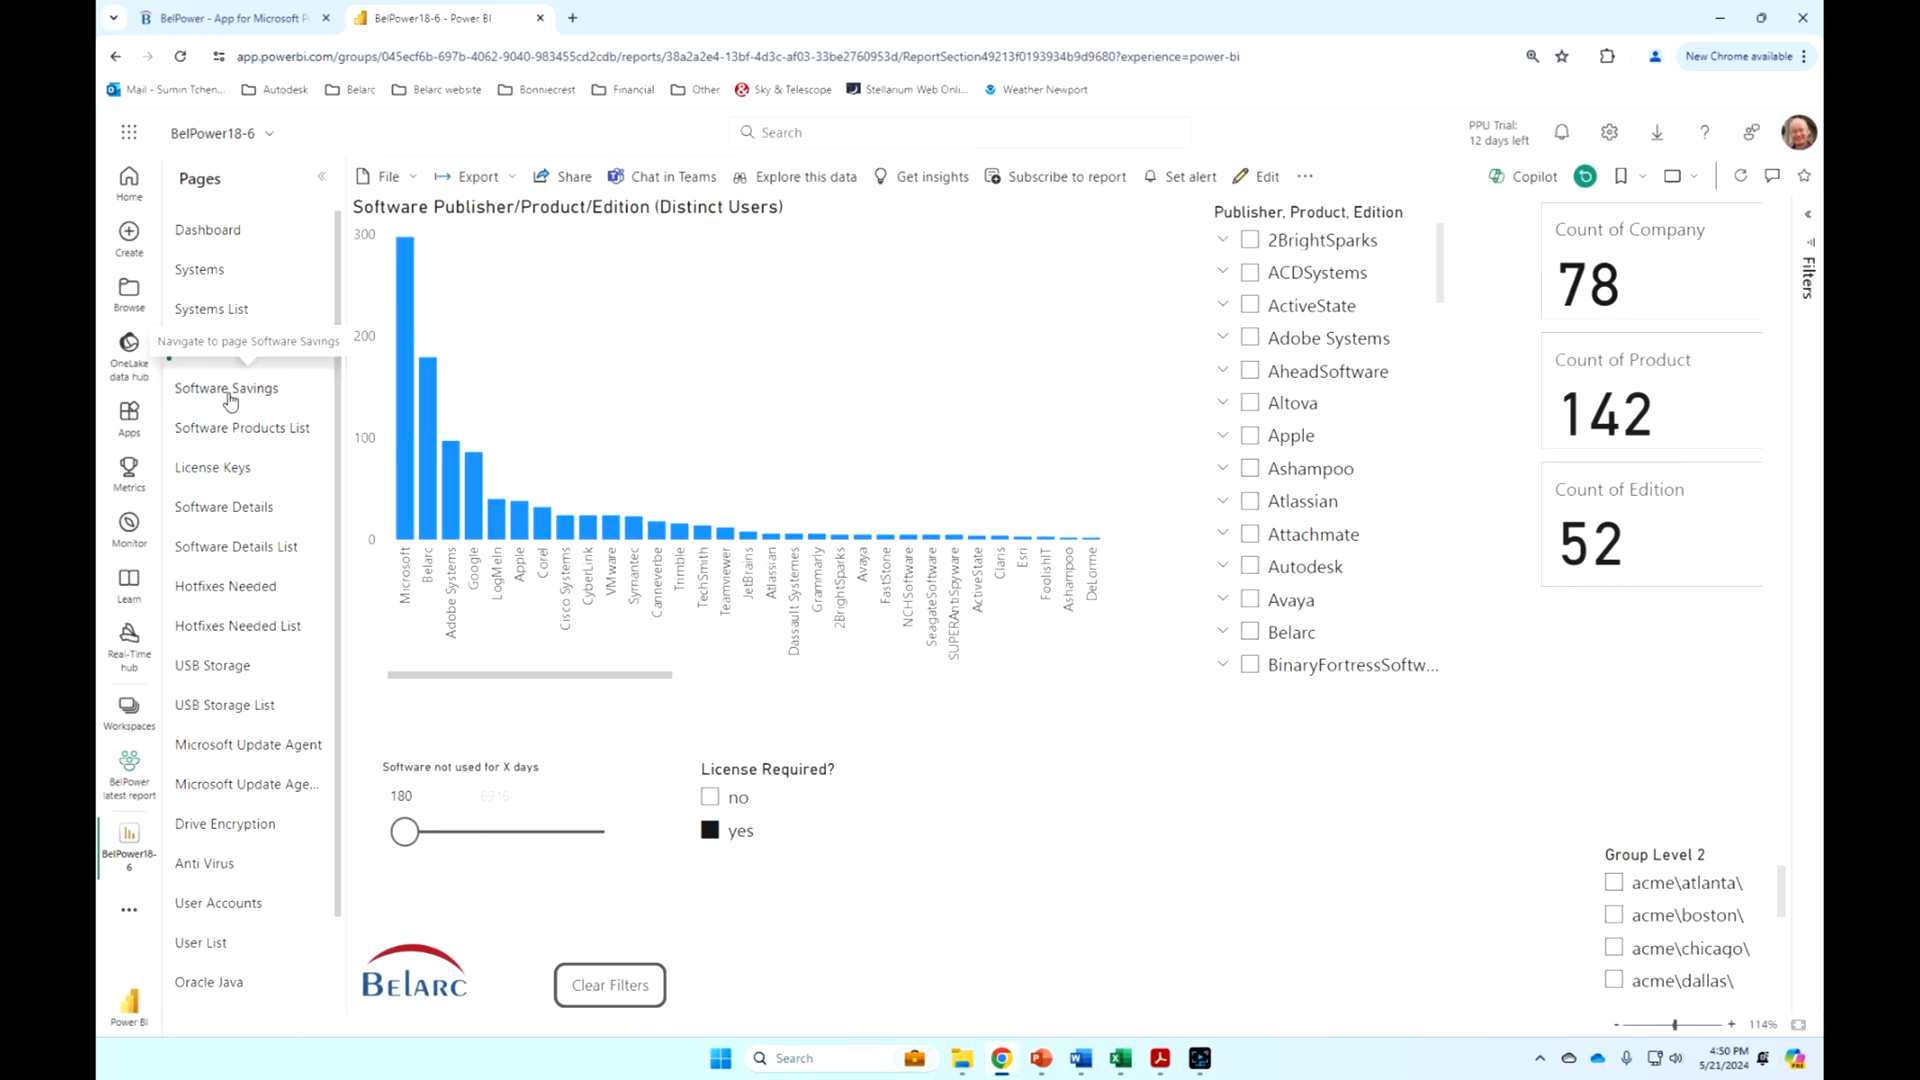 BelPower - App for Microsoft P
BelPower18-6 - Power BI
app.powerbi.com/groups/045ecf6b-697b-4062-9040-983455cd2cdb/reports/38a2a2e4-13bf-4d3c-af03-33be2760953d/ReportSection49213f0193934b9d9680?experience=power-bi
New Chrome available
Mail - Sumin Tchen...
Autodesk
Belarc
Belarc website
Bonniecrest
Financial
Other
Sky & Telescope
Stellarium Web Onli...
Weather Newport
BelPower18-6
Search
PPU Trial:
12 days left
Home
Create
Browse
OneLake
data hub
Apps
Metrics
Monitor
Learn
Real-Time
hub
Workspaces
BelPower
latest report
BelPower18-
6
Power BI
Pages
Dashboard
Systems
Systems List
Navigate to page Software Savings
Software Savings
Software Products List
License Keys
Software Details
Software Details List
Hotfixes Needed
Hotfixes Needed List
USB Storage
USB Storage List
Microsoft Update Agent
Microsoft Update Age...
Drive Encryption
Anti Virus
User Accounts
User List
Oracle Java
File
Export
Share
Chat in Teams
Explore this data
Get insights
Subscribe to report
Set alert
Edit
Copilot
Software Publisher/Product/Edition (Distinct Users)
300
200
100
0
Microsoft
Belarc
Adobe Systems
Google
LogMeIn
Apple
Corel
Cisco Systems
CyberLink
VMware
Symantec
Canneverbe
Trimble
TechSmith
Teamviewer
JetBrains
Atlassian
Dassault Systemes
Grammarly
2BrightSparks
Avaya
FastStone
NCHSoftware
SeagateSoftware
SUPERAntiSpyware
ActiveState
Claris
Esri
FoolishIT
Ashampoo
DeLorme
Publisher, Product, Edition
2BrightSparks
ACDSystems
ActiveState
Adobe Systems
AheadSoftware
Altova
Apple
Ashampoo
Atlassian
Attachmate
Autodesk
Avaya
Belarc
BinaryFortressSoftw...
Count of Company
78
Count of Product
142
Count of Edition
52
Filters
Software not used for X days
180
6916
License Required?
no
yes
BELARC
Clear Filters
Group Level 2
acme\atlanta\
acme\boston\
acme\chicago\
acme\dallas\
114%
Search
4:50 PM
5/21/2024